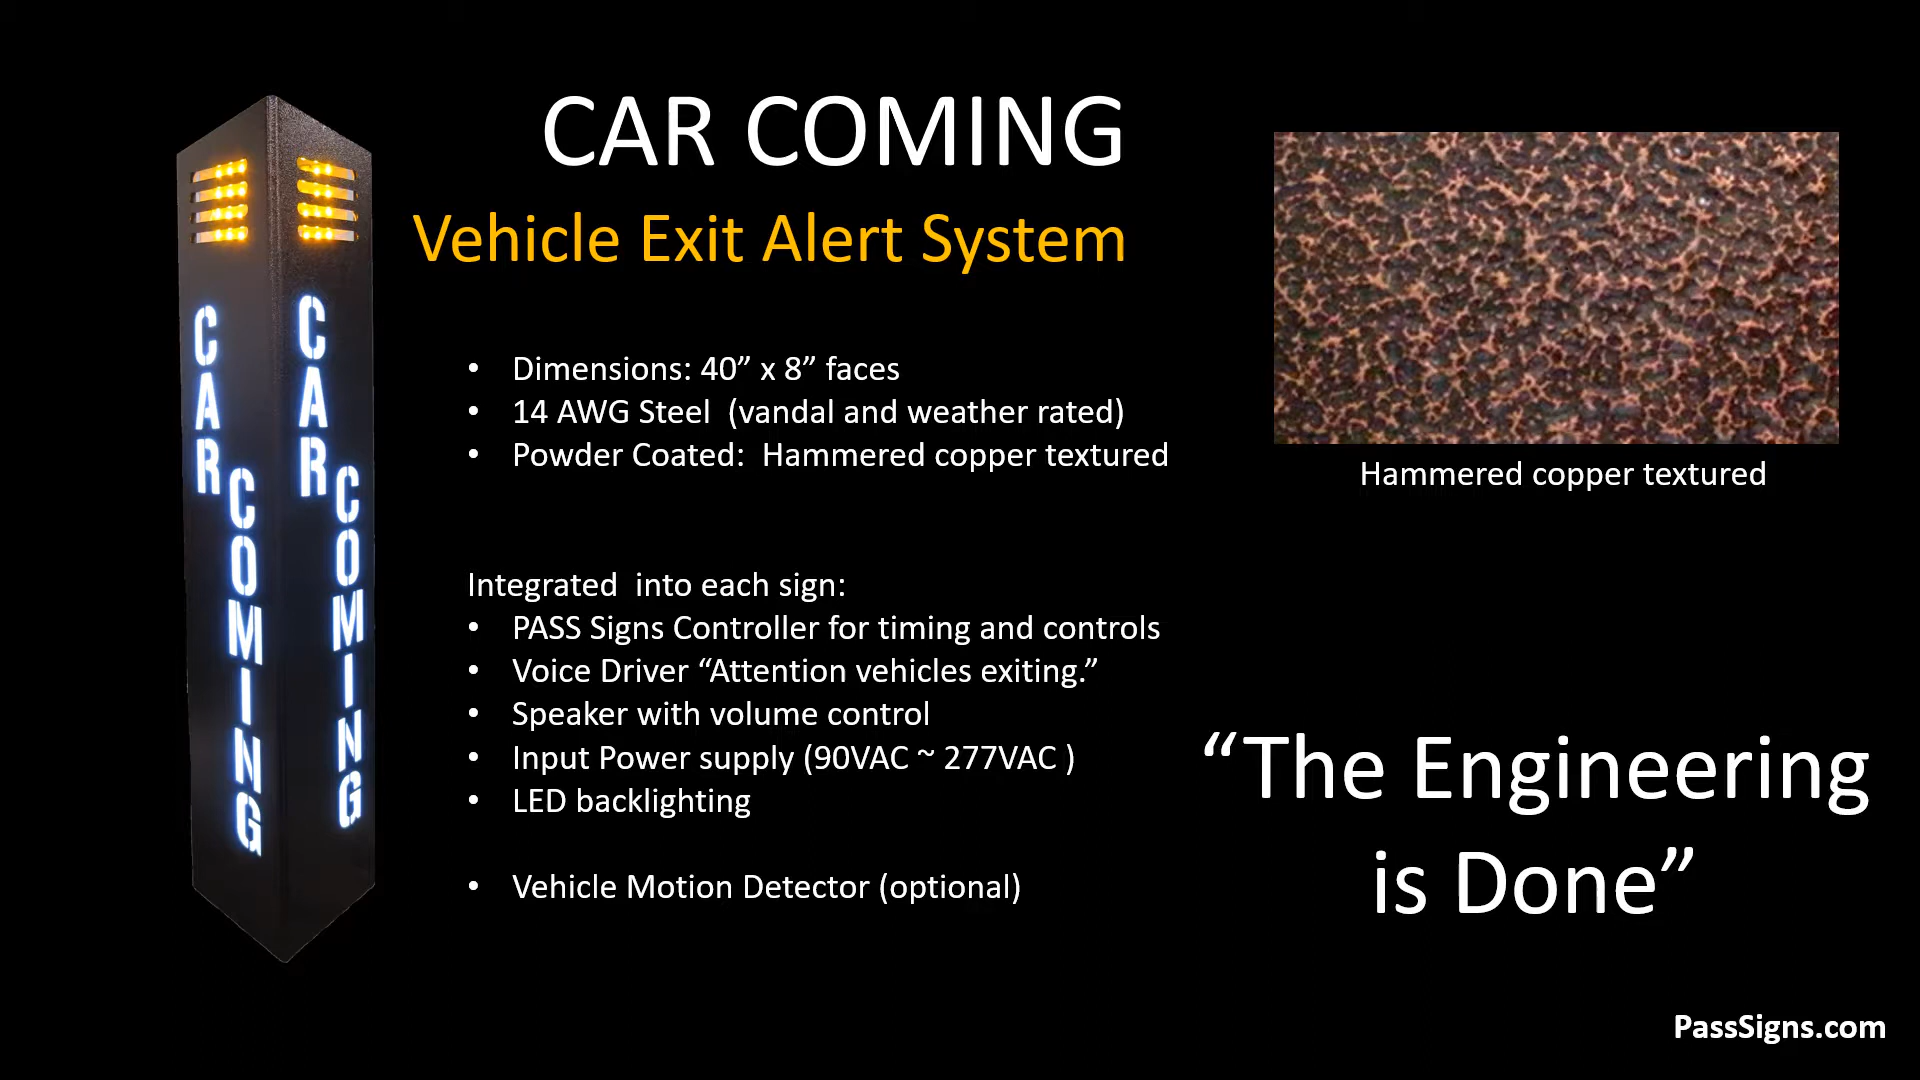 CAR COMING
Vehicle Exit Alert System
CAR COMING
CAR COMING
• Dimensions: 40” x 8” faces
• 14 AWG Steel  (vandal and weather rated)
• Powder Coated:  Hammered copper textured
Hammered copper textured
Integrated  into each sign:
• PASS Signs Controller for timing and controls
• Voice Driver “Attention vehicles exiting.”
• Speaker with volume control
• Input Power supply (90VAC ~ 277VAC )
• LED backlighting
• Vehicle Motion Detector (optional)
“The Engineering
is Done”
PassSigns.com